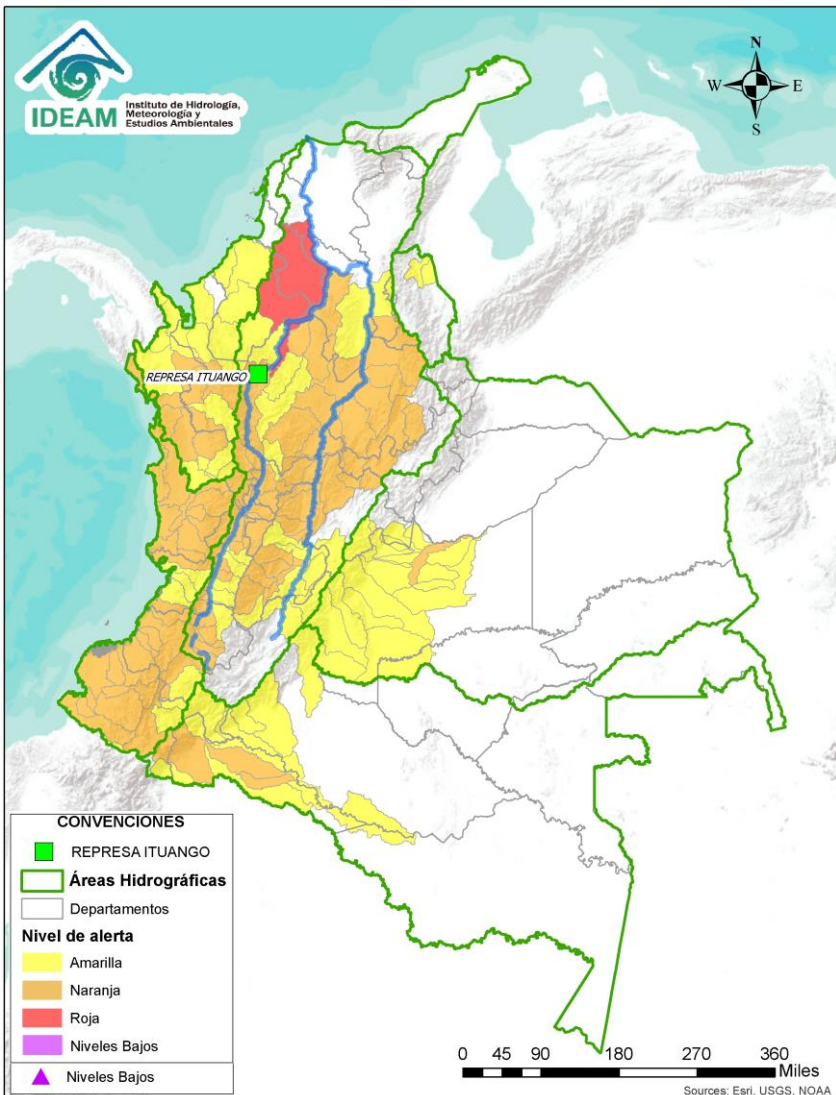 IDEAM
Instituto de Hidrología,
Meteorología y
Estudios Ambientales
N
W
E
S
REPRESA ITUANGO
CONVENCIONES
REPRESA ITUANGO
Áreas Hidrográficas
Departamentos
Nivel de alerta
Amarilla
Naranja
Roja
Niveles Bajos
Niveles Bajos
0 45 90 180 270 360
Miles
Sources: Esri, USGS, NOAA